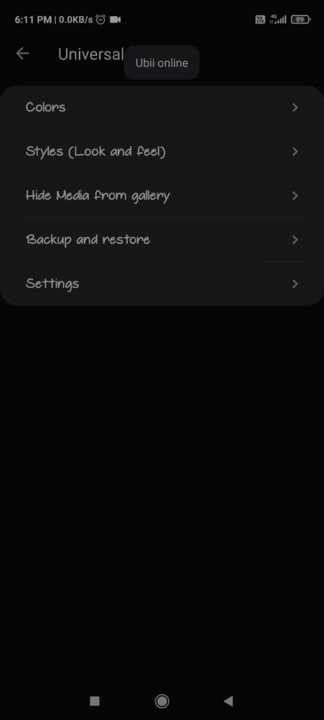 6:11 PM | 0.0KB/s
4G
89
Universal
Ubii online
Colors
Styles (Look and feel)
Hide Media from gallery
Backup and restore
Settings